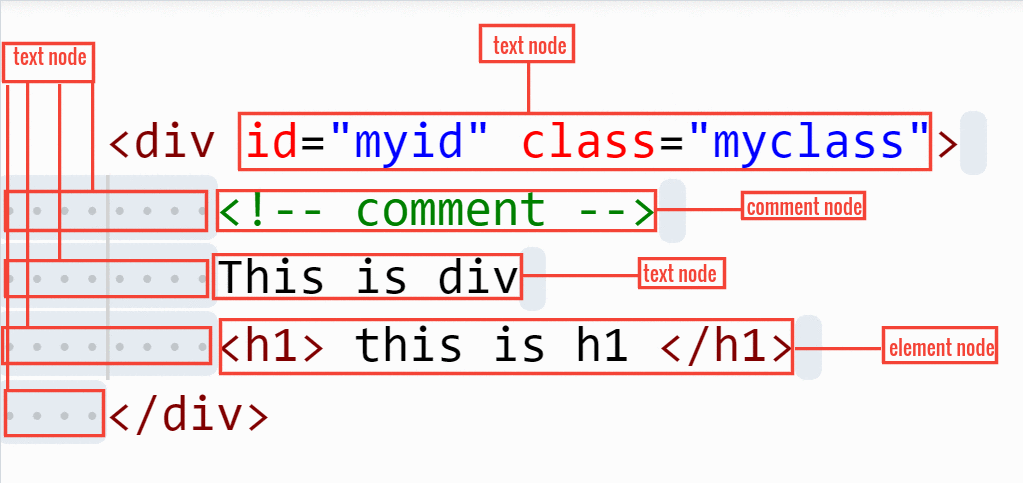 text node
text node
<div id="myid" class="myclass">
<!-- comment -->
comment node
This is div
text node
<h1> this is h1 </h1>
element node
</div>